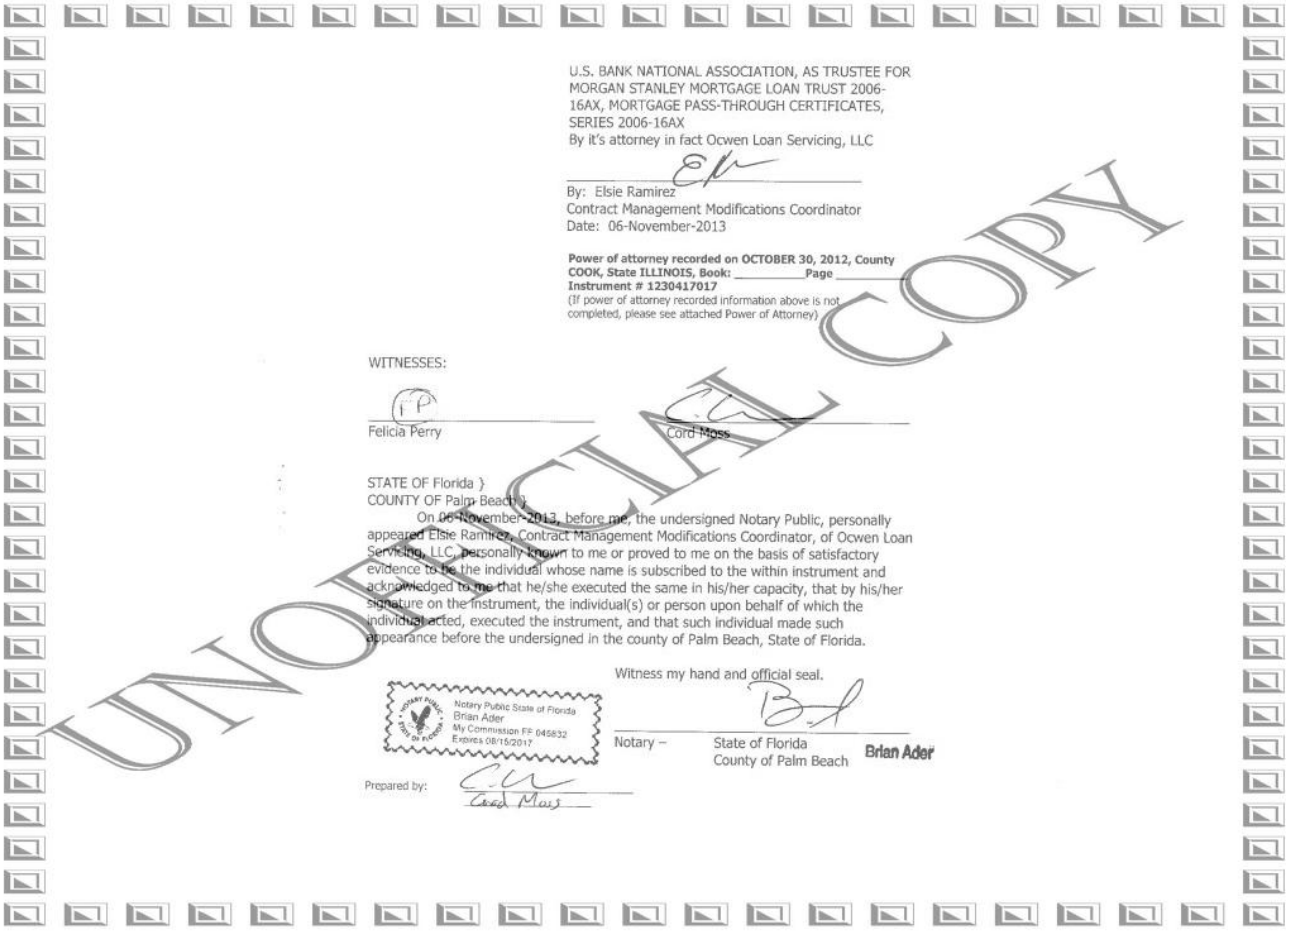 U.S. BANK NATIONAL ASSOCIATION, AS TRUSTEE FOR
MORGAN STANLEY MORTGAGE LOAN TRUST 2006-
16AX, MORTGAGE PASS-THROUGH CERTIFICATES,
SERIES 2006-16AX
By it's attorney in fact Ocwen Loan Servicing, LLC
By: Elsie Ramirez
Contract Management Modifications Coordinator
Date: 06-November-2013
Power of attorney recorded on OCTOBER 30, 2012, County
COOK, State ILLINOIS, Book: __________ Page __________
Instrument # 1230417017
(If power of attorney recorded information above is not
completed, please see attached Power of Attorney)
WITNESSES:
FP
Felicia Perry
Cord Moss
STATE OF Florida }
COUNTY OF Palm Beach }
On 06-November-2013, before me, the undersigned Notary Public, personally
appeared Elsie Ramirez, Contract Management Modifications Coordinator, of Ocwen Loan
Servicing, LLC, personally known to me or proved to me on the basis of satisfactory
evidence to be the individual whose name is subscribed to the within instrument and
acknowledged to me that he/she executed the same in his/her capacity, that by his/her
signature on the instrument, the individual(s) or person upon behalf of which the
individual acted, executed the instrument, and that such individual made such
appearance before the undersigned in the county of Palm Beach, State of Florida.
Witness my hand and official seal.
NOTARY PUBLIC
STATE OF FLORIDA
Notary Public State of Florida
Brian Ader
My Commission FF 045832
Expires 08/15/2017
Notary –
State of Florida
County of Palm Beach
Brian Ader
Prepared by:
Cord Moss
UNOFFICIAL COPY